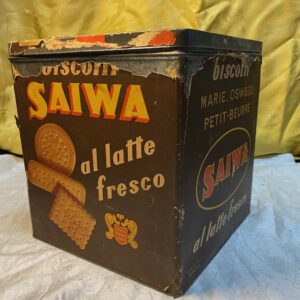 biscotti
SAIWA
al latte
fresco
biscotti
MARIE, OSWEGO
PETIT-BEURRE
SAIWA
al latte fresco